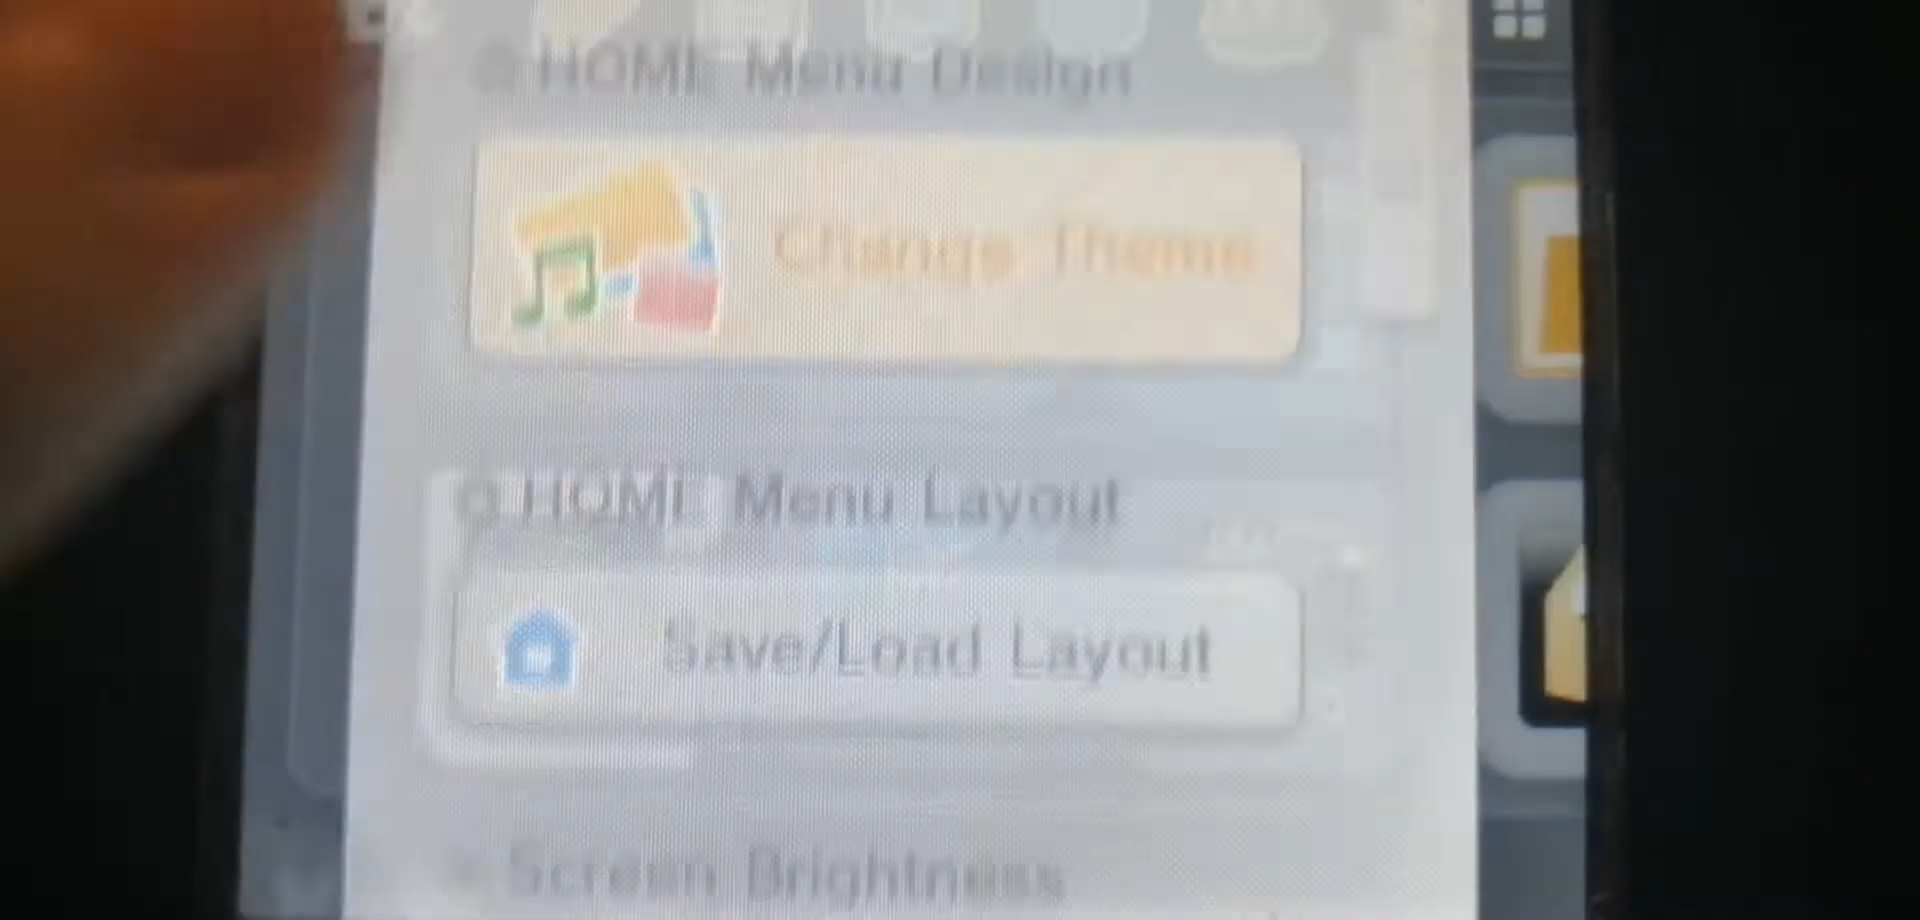 HOME Menu Design
Change Theme
HOME Menu Layout
Save/Load Layout
Screen Brightness